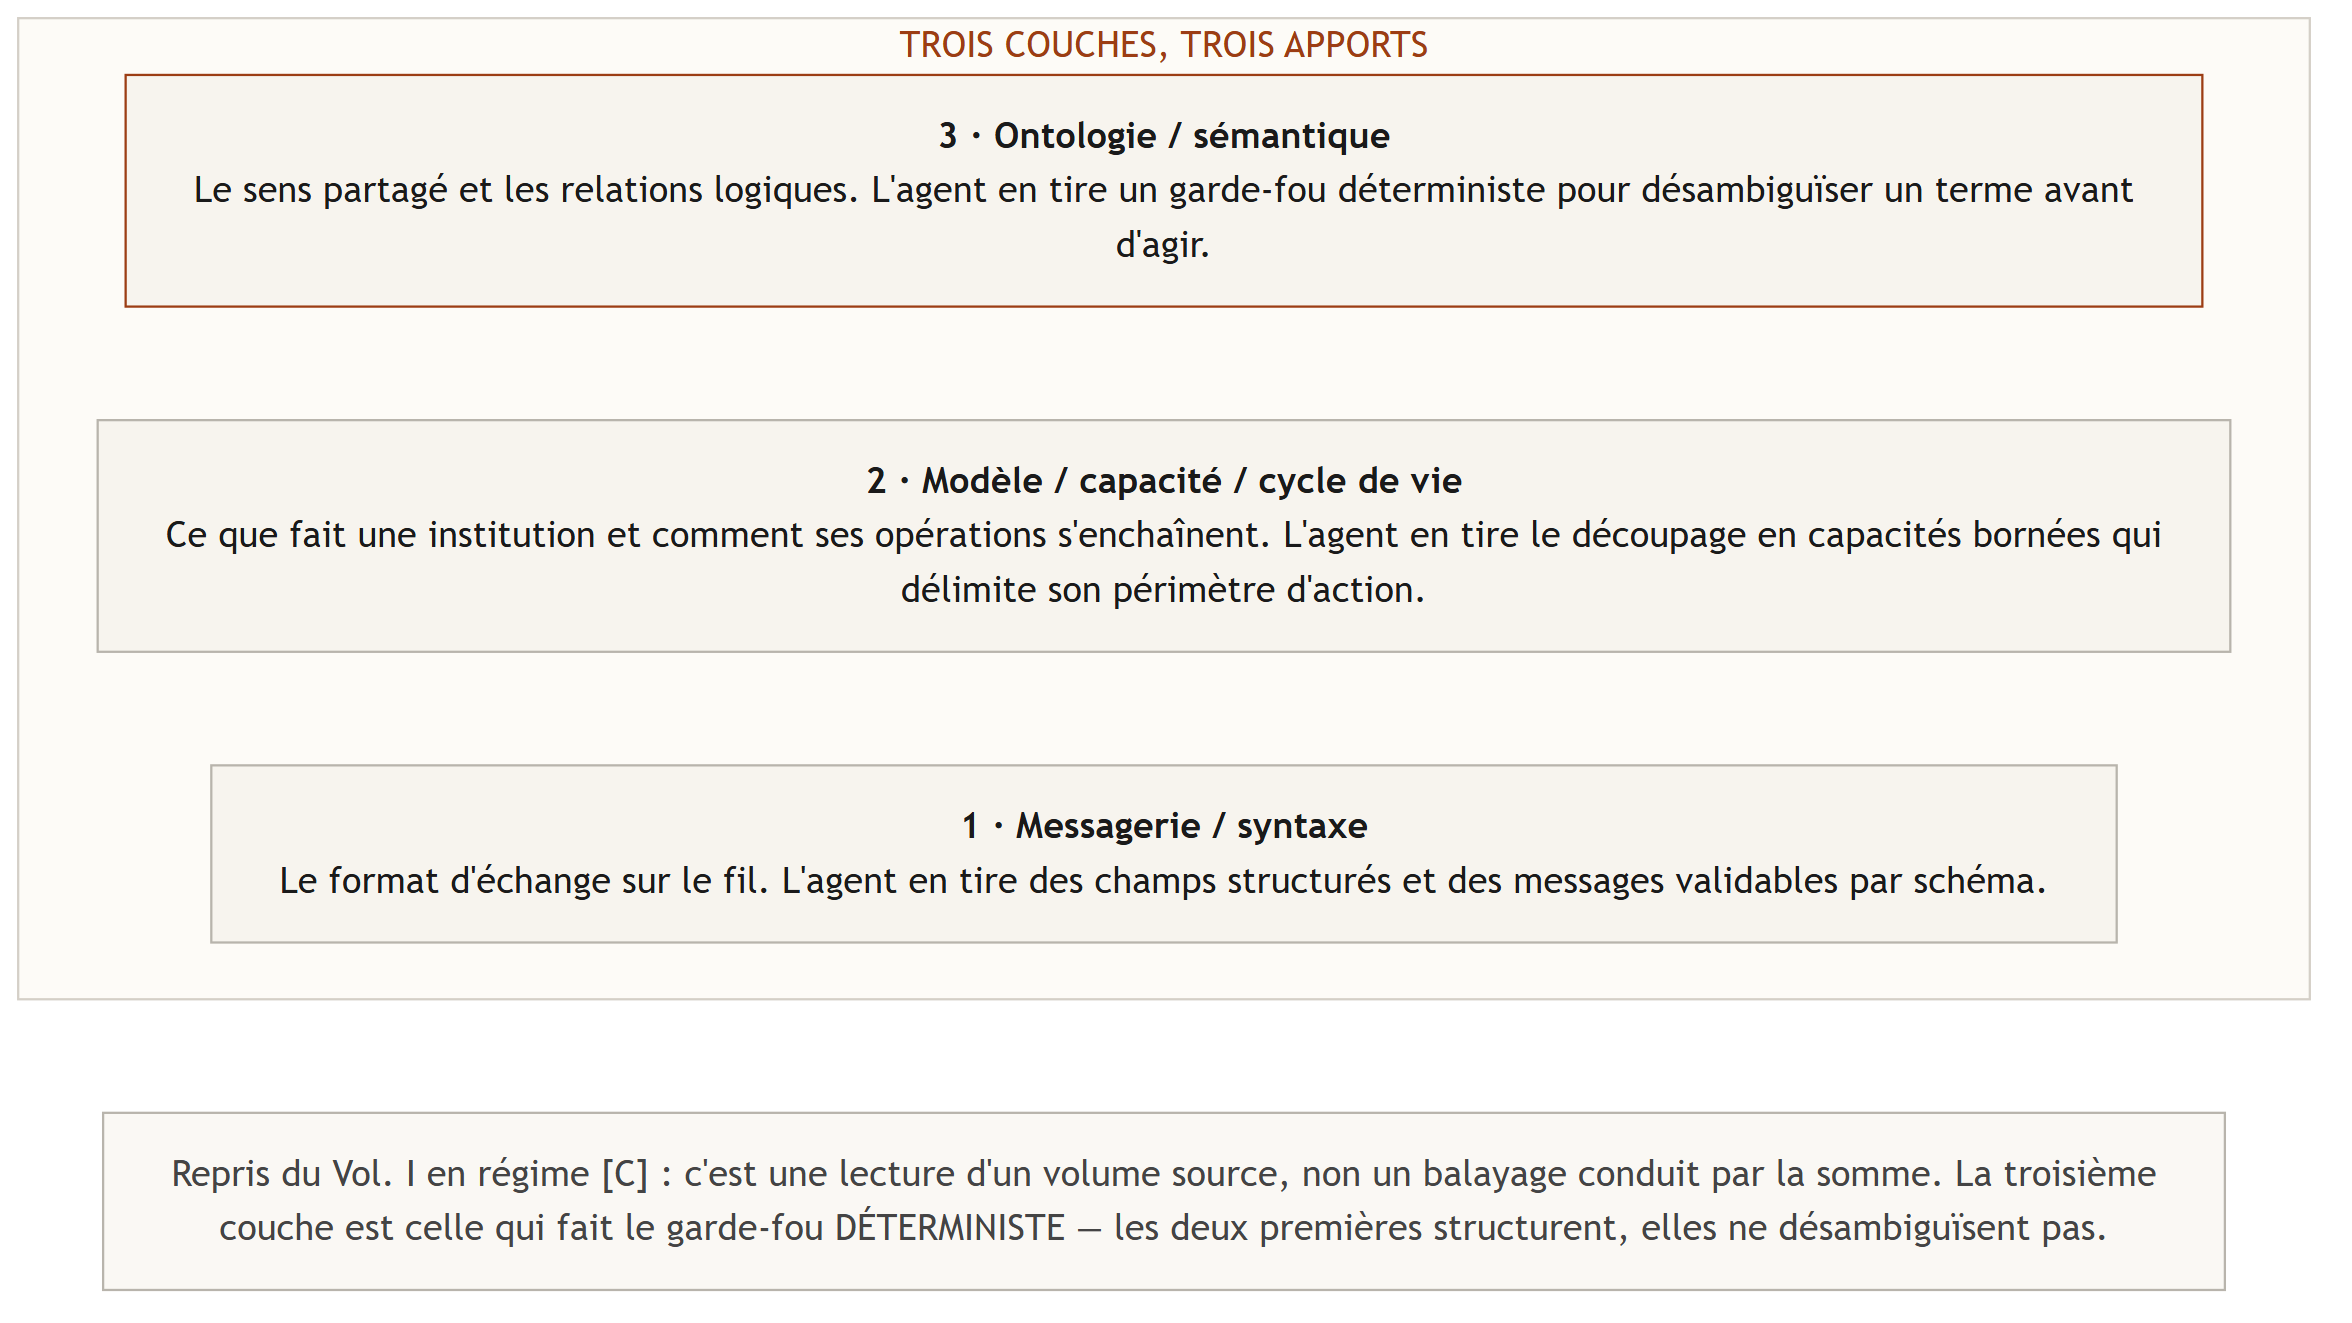 TROIS COUCHES, TROIS APPORTS
3 · Ontologie / sémantique
Le sens partagé et les relations logiques. L'agent en tire un garde-fou déterministe pour désambiguïser un terme avant
d'agir.
2 · Modèle / capacité / cycle de vie
Ce que fait une institution et comment ses opérations s'enchaînent. L'agent en tire le découpage en capacités bornées qui
délimite son périmètre d'action.
1 · Messagerie / syntaxe
Le format d'échange sur le fil. L'agent en tire des champs structurés et des messages validables par schéma.
Repris du Vol. I en régime [C] : c'est une lecture d'un volume source, non un balayage conduit par la somme. La troisième
couche est celle qui fait le garde-fou DÉTERMINISTE — les deux premières structurent, elles ne désambiguïsent pas.